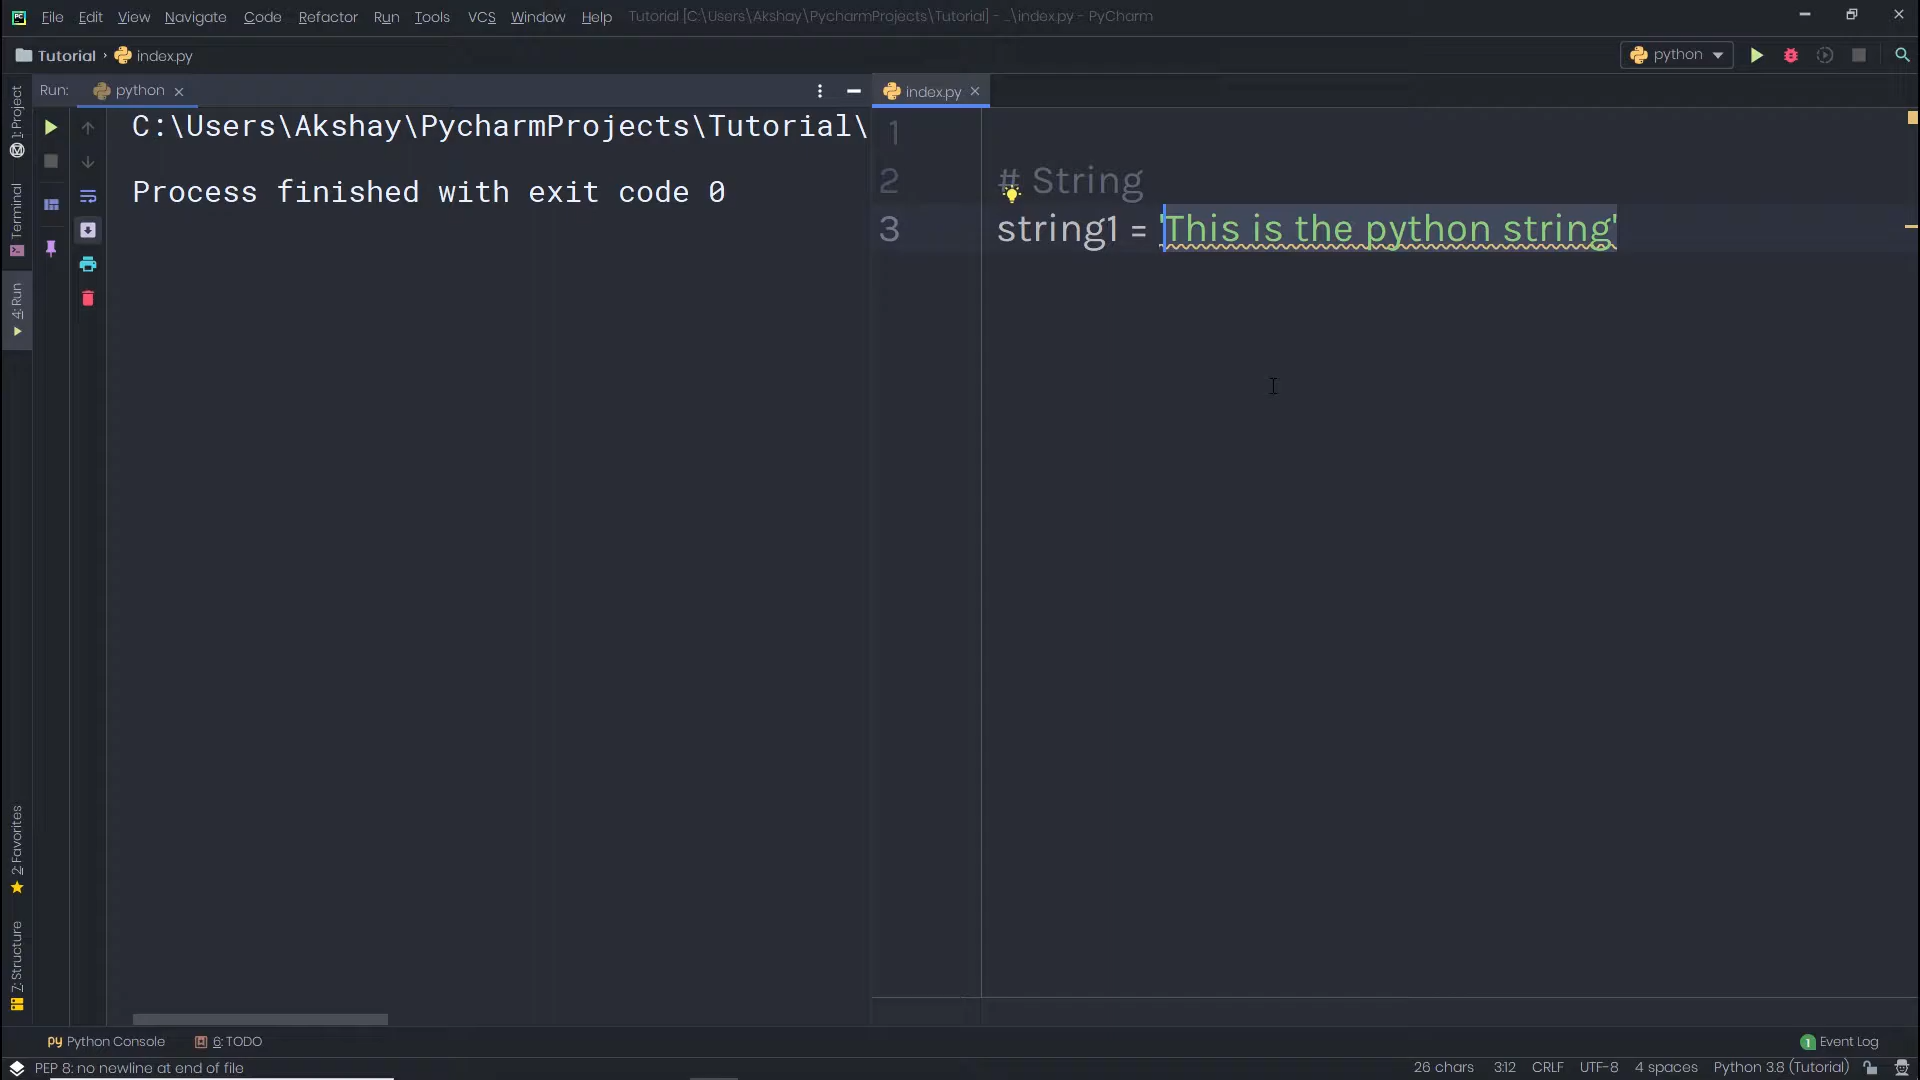 File Edit View Navigate Code Refactor Run Tools VCS Window Help Tutorial [C:\Users\Akshay\PycharmProjects\Tutorial] - ...\index.py - PyCharm
Tutorial index.py python
Run: python
index.py
C:\Users\Akshay\PycharmProjects\Tutorial\
Process finished with exit code 0
1
2 # String
3 string1 = 'This is the python string'
1: Project
Terminal
4: Run
2: Favorites
7: Structure
Python Console 6: TODO
1 Event Log
PEP 8: no newline at end of file
26 chars 3:12 CRLF UTF-8 4 spaces Python 3.8 (Tutorial)